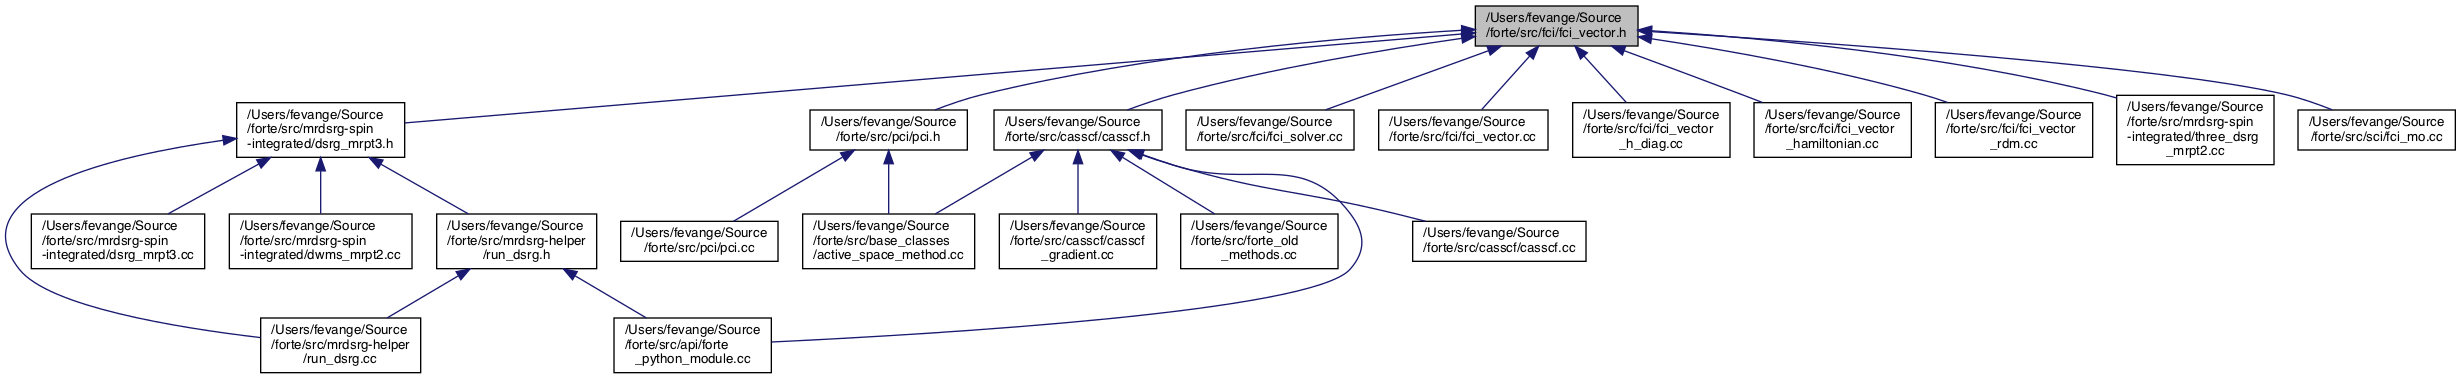 /Users/fevange/Source
/forte/src/fci/fci_vector.h
/Users/fevange/Source
/forte/src/mrdsrg-spin
-integrated/dsrg_mrpt3.h
/Users/fevange/Source
/forte/src/pci/pci.h
/Users/fevange/Source
/forte/src/casscf/casscf.h
/Users/fevange/Source
/forte/src/fci/fci_solver.cc
/Users/fevange/Source
/forte/src/fci/fci_vector.cc
/Users/fevange/Source
/forte/src/fci/fci_vector
_h_diag.cc
/Users/fevange/Source
/forte/src/fci/fci_vector
_hamiltonian.cc
/Users/fevange/Source
/forte/src/fci/fci_vector
_rdm.cc
/Users/fevange/Source
/forte/src/mrdsrg-spin
-integrated/three_dsrg
_mrpt2.cc
/Users/fevange/Source
/forte/src/sci/fci_mo.cc
/Users/fevange/Source
/forte/src/mrdsrg-spin
-integrated/dsrg_mrpt3.cc
/Users/fevange/Source
/forte/src/mrdsrg-spin
-integrated/dwms_mrpt2.cc
/Users/fevange/Source
/forte/src/mrdsrg-helper
/run_dsrg.h
/Users/fevange/Source
/forte/src/pci/pci.cc
/Users/fevange/Source
/forte/src/base_classes
/active_space_method.cc
/Users/fevange/Source
/forte/src/casscf/casscf
_gradient.cc
/Users/fevange/Source
/forte/src/forte_old
_methods.cc
/Users/fevange/Source
/forte/src/casscf/casscf.cc
/Users/fevange/Source
/forte/src/mrdsrg-helper
/run_dsrg.cc
/Users/fevange/Source
/forte/src/api/forte
_python_module.cc